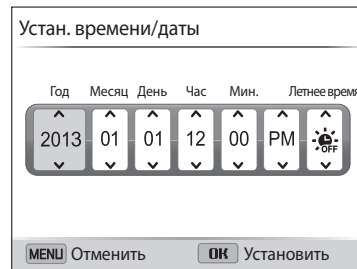 Устан. времени/даты
Год Месяц День Час Мин. Летнее время
2013 01 01 12 00 PM OFF
MENU Отменить OK Установить